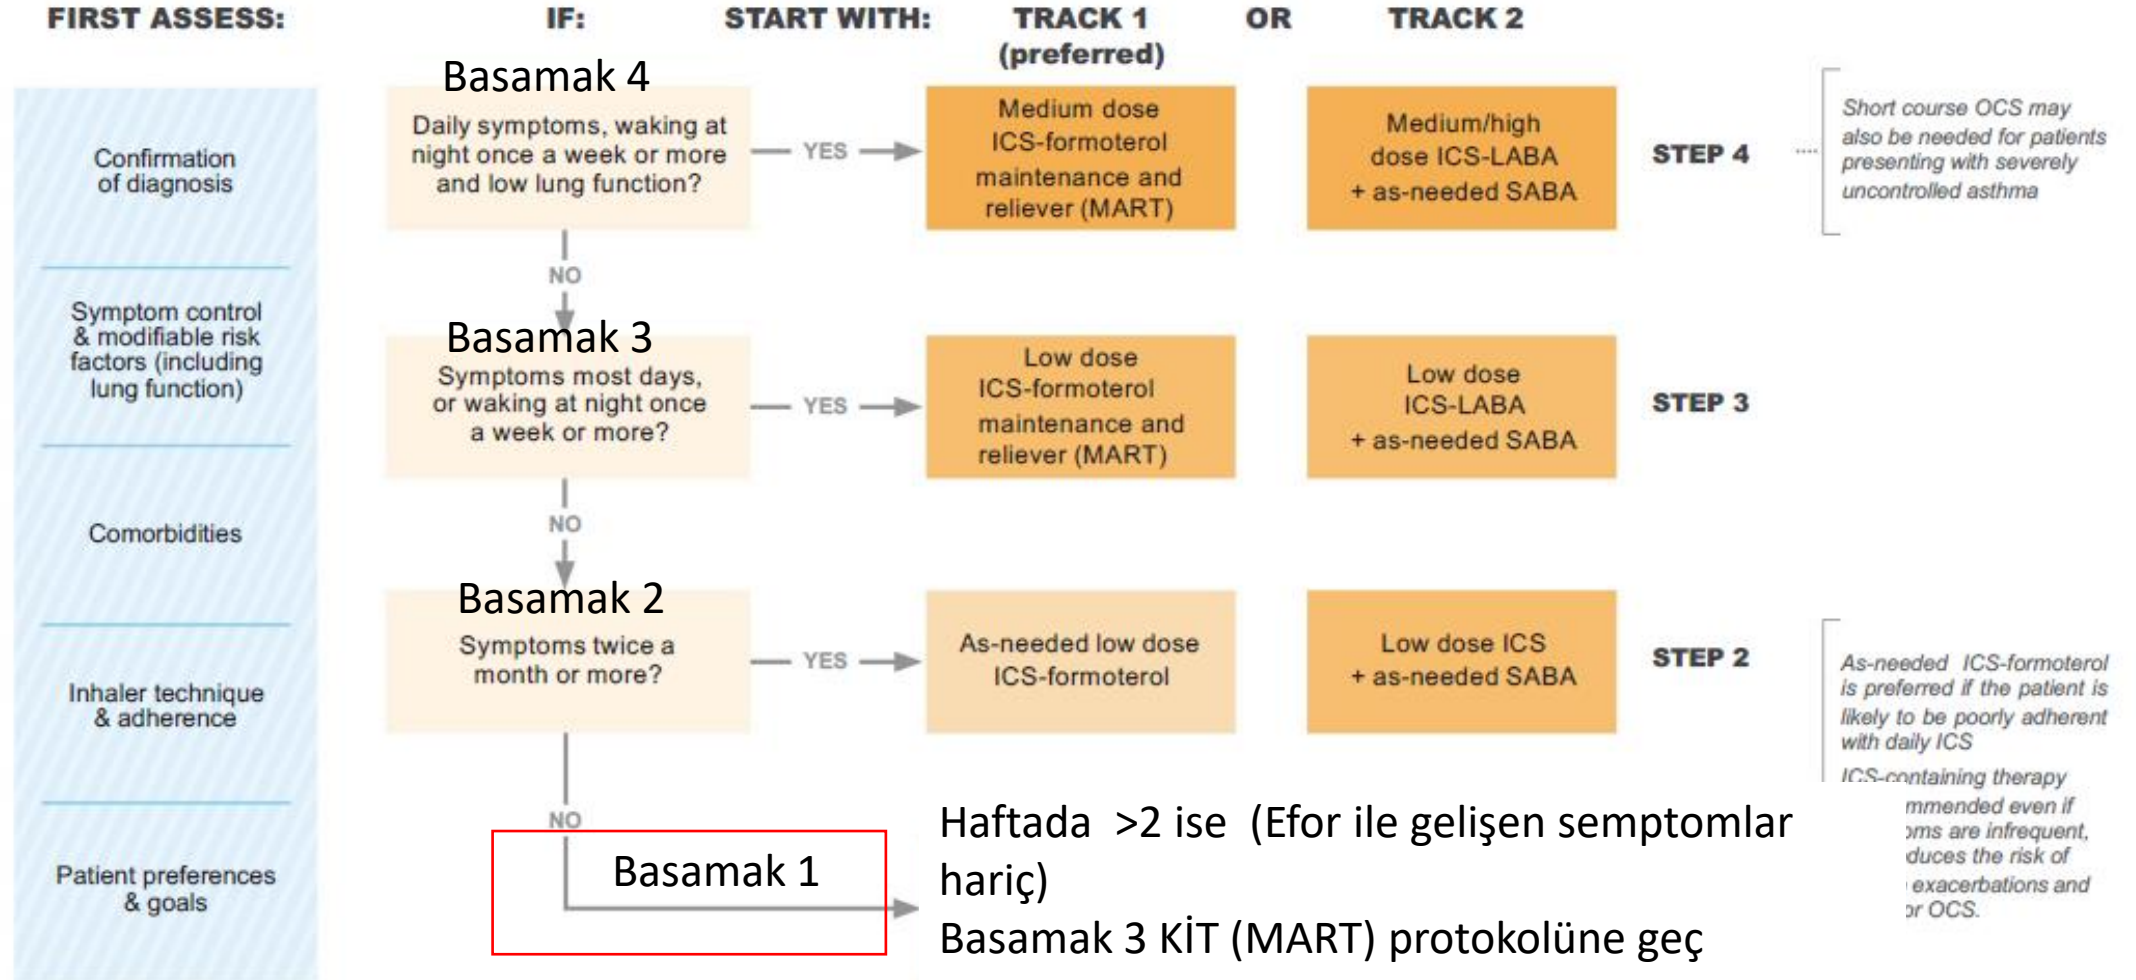 FIRST ASSESS:
IF:
START WITH:
TRACK 1
(preferred)
OR
TRACK 2
Confirmation
of diagnosis
Symptom control
& modifiable risk
factors (including
lung function)
Comorbidities
Inhaler technique
& adherence
Patient preferences
& goals
Basamak 4
Daily symptoms, waking at
night once a week or more
and low lung function?
YES
Medium dose
ICS-formoterol
maintenance and
reliever (MART)
Medium/high
dose ICS-LABA
+ as-needed SABA
STEP 4
Short course OCS may
also be needed for patients
presenting with severely
uncontrolled asthma
NO
Basamak 3
Symptoms most days,
or waking at night once
a week or more?
YES
Low dose
ICS-formoterol
maintenance and
reliever (MART)
Low dose
ICS-LABA
+ as-needed SABA
STEP 3
NO
Basamak 2
Symptoms twice a
month or more?
YES
As-needed low dose
ICS-formoterol
Low dose ICS
+ as-needed SABA
STEP 2
As-needed ICS-formoterol
is preferred if the patient is
likely to be poorly adherent
with daily ICS
ICS-containing therapy
even if
are infrequent,
the risk of
exacerbations and
OCS.
NO
Basamak 1
Haftada >2 ise (Efor ile gelişen semptomlar
hariç)
Basamak 3 KİT (MART) protokolüne geç